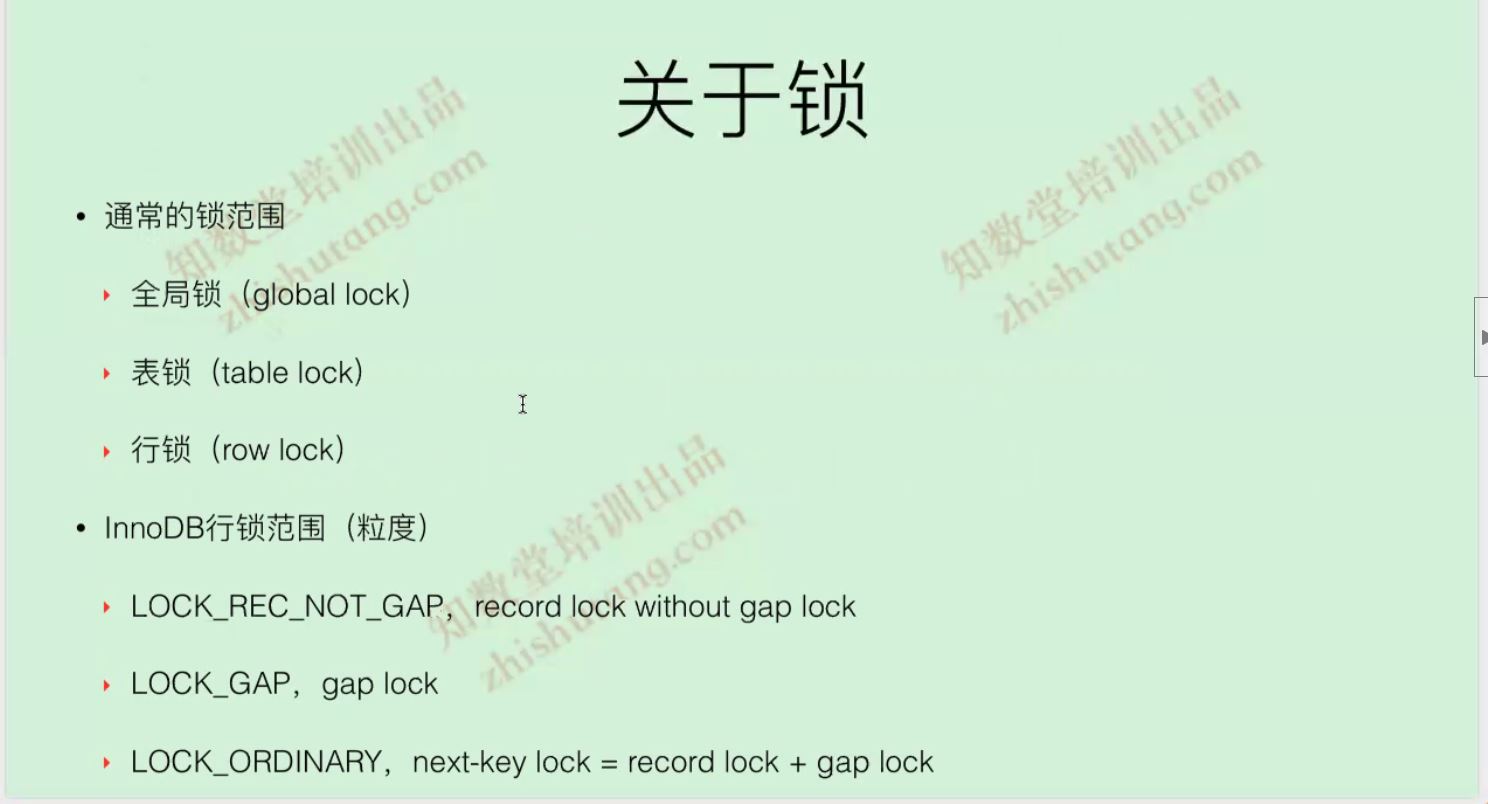 关于锁
• 通常的锁范围
全局锁（global lock）
表锁（table lock）
行锁（row lock）
• InnoDB行锁范围（粒度）
LOCK_REC_NOT_GAP，record lock without gap lock
LOCK_GAP，gap lock
LOCK_ORDINARY，next-key lock = record lock + gap lock
知数堂培训出品
zhishutang.com
知数堂培训出品
zhishutang.com
知数堂培训出品
zhishutang.com